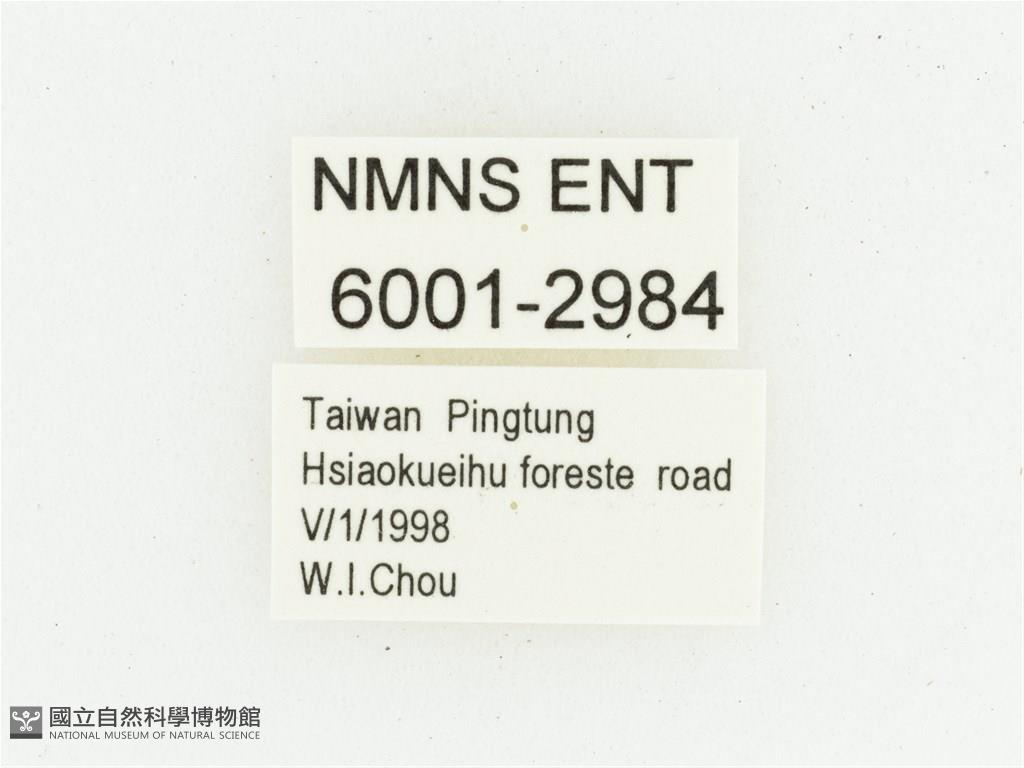 NMNS ENT
6001-2984
Taiwan Pingtung
Hsiaokueihu foreste road
V/1/1998
W.I.Chou
國立自然科學博物館
NATIONAL MUSEUM OF NATURAL SCIENCE